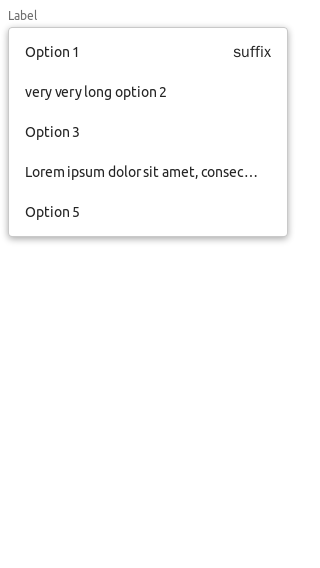 Label
Option 1 suffix
very very long option 2
Option 3
Lorem ipsum dolor sit amet, consec…
Option 5